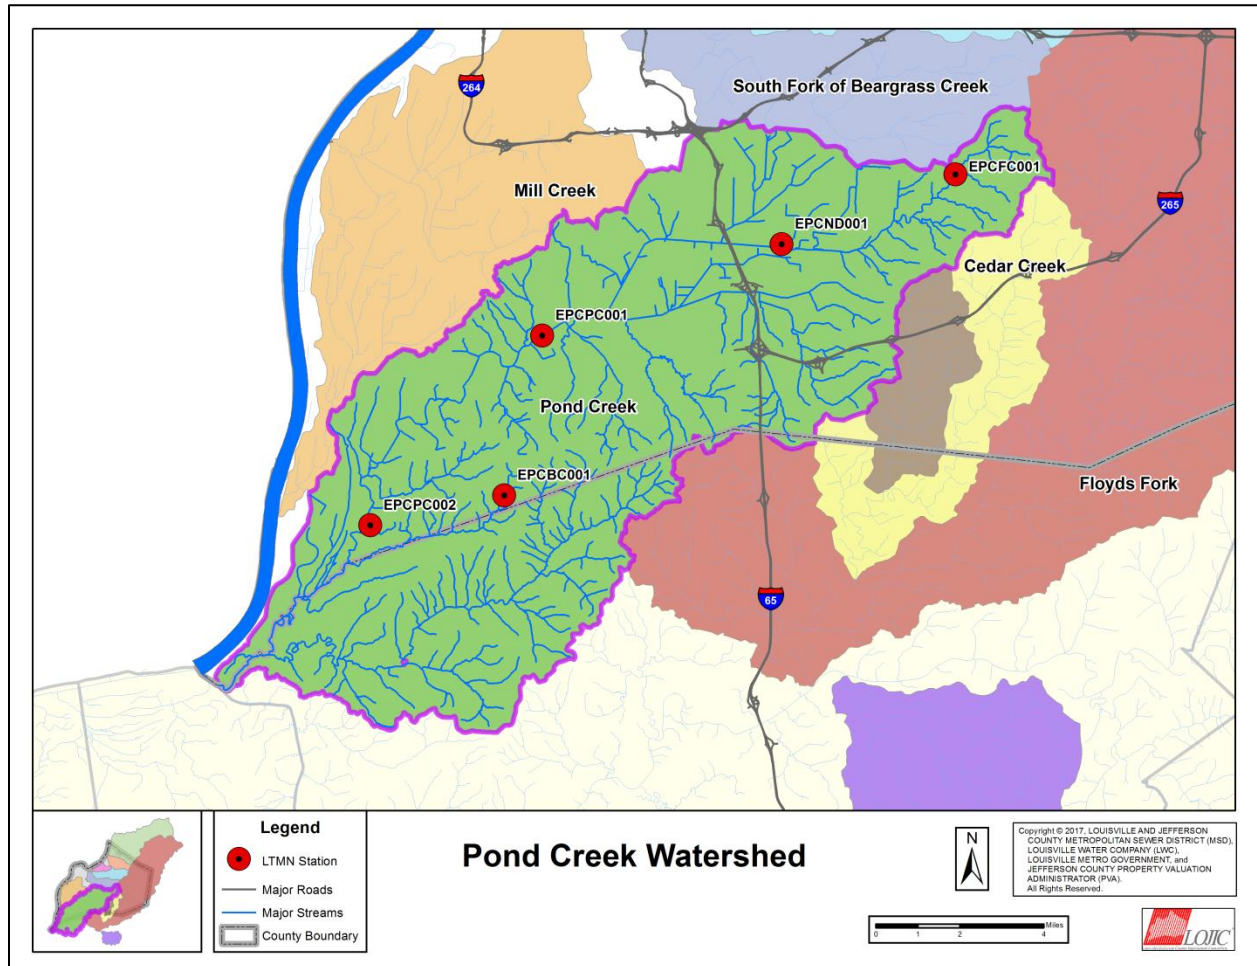 264
South Fork of Beargrass Creek
EPCFC001
Mill Creek
265
EPCND001
Cedar Creek
EPCPC001
Pond Creek
EPCBC001
Floyds Fork
EPCPC002
65
Legend
LTMN Station
Major Roads
Major Streams
County Boundary
Pond Creek Watershed
N
Copyright © 2017, LOUISVILLE AND JEFFERSON
COUNTY METROPOLITAN SEWER DISTRICT (MSD),
LOUISVILLE WATER COMPANY (LWC),
LOUISVILLE METRO GOVERNMENT, and
JEFFERSON COUNTY PROPERTY VALUATION
ADMINISTRATOR (PVA).
All Rights Reserved.
Miles
0 1 2 4
LOJIC